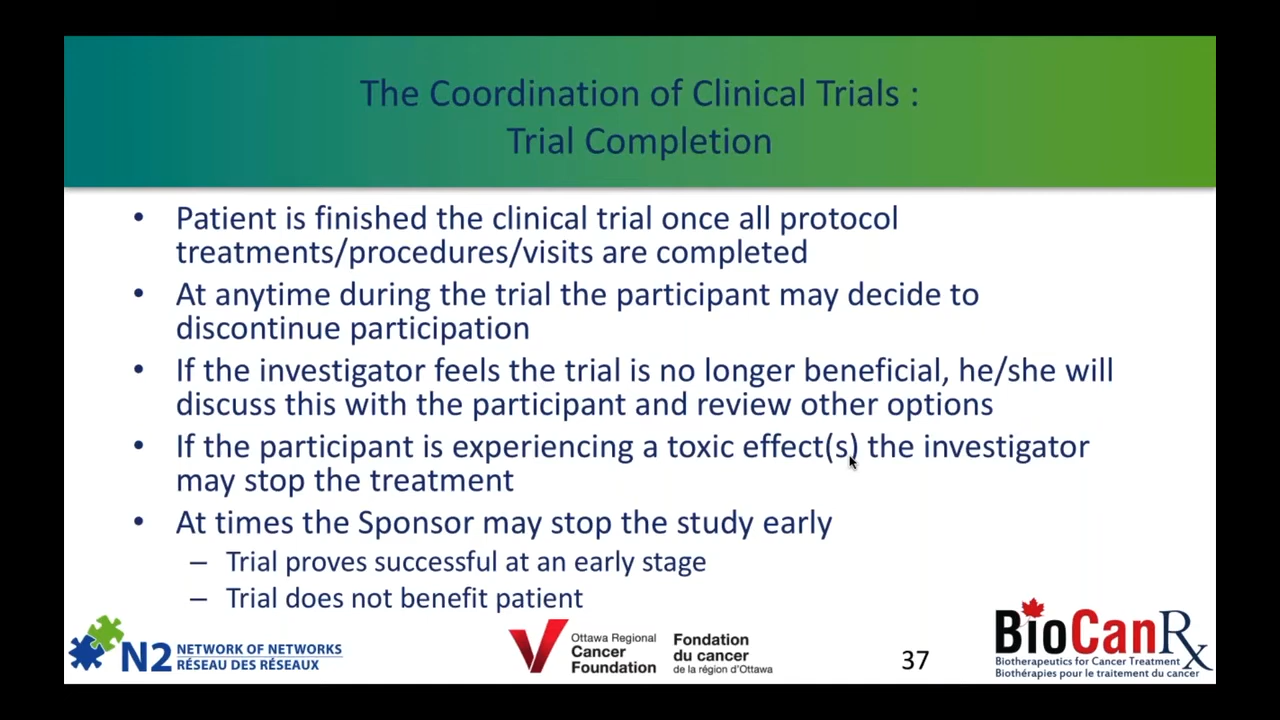 The Coordination of Clinical Trials :
Trial Completion
• Patient is finished the clinical trial once all protocol
treatments/procedures/visits are completed
• At anytime during the trial the participant may decide to
discontinue participation
• If the investigator feels the trial is no longer beneficial, he/she will
discuss this with the participant and review other options
• If the participant is experiencing a toxic effect(s) the investigator
may stop the treatment
• At times the Sponsor may stop the study early
– Trial proves successful at an early stage
– Trial does not benefit patient
N2 NETWORK OF NETWORKS
RÉSEAU DES RÉSEAUX
Ottawa Regional
Cancer
Foundation
Fondation
du cancer
de la région d'Ottawa
37
BioCanRx
Biotherapeutics for Cancer Treatment
Biothérapies pour le traitement du cancer